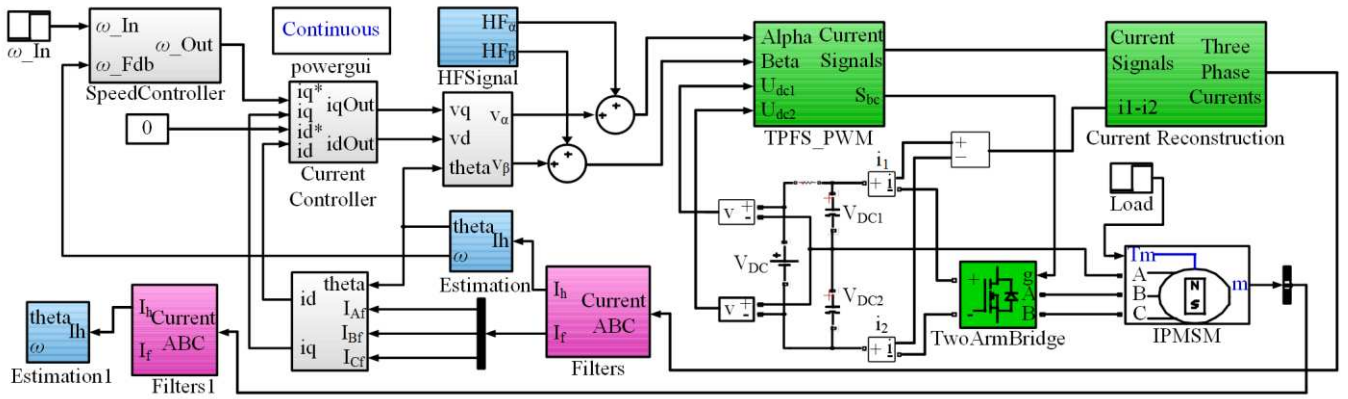 ω_In
ω_In
ω_Fdb
ω_Out
SpeedController
Continuous
powergui
0
iq*
iq
id*
id
iqOut
idOut
Current
Controller
HFα
HFβ
HFSignal
vq
vd
theta
vα
vβ
+
+
+
+
Alpha
Beta
Udc1
Udc2
Current
Signals
Sbc
TPFS_PWM
Current
Signals
i1-i2
Three
Phase
Currents
Current Reconstruction
i1
+ i
+
−
v
+
-
VDC1
VDC
VDC2
v
+
-
i2
+ i
+
-
g
A
B
TwoArmBridge
Load
Tm
A
B
C
N
S
m
IPMSM
theta
ω
Ih
Estimation
theta
IAf
IBf
ICf
id
iq
Ih
If
Current
ABC
Filters
theta
ω
Ih
Estimation1
Ih
If
Current
ABC
Filters1